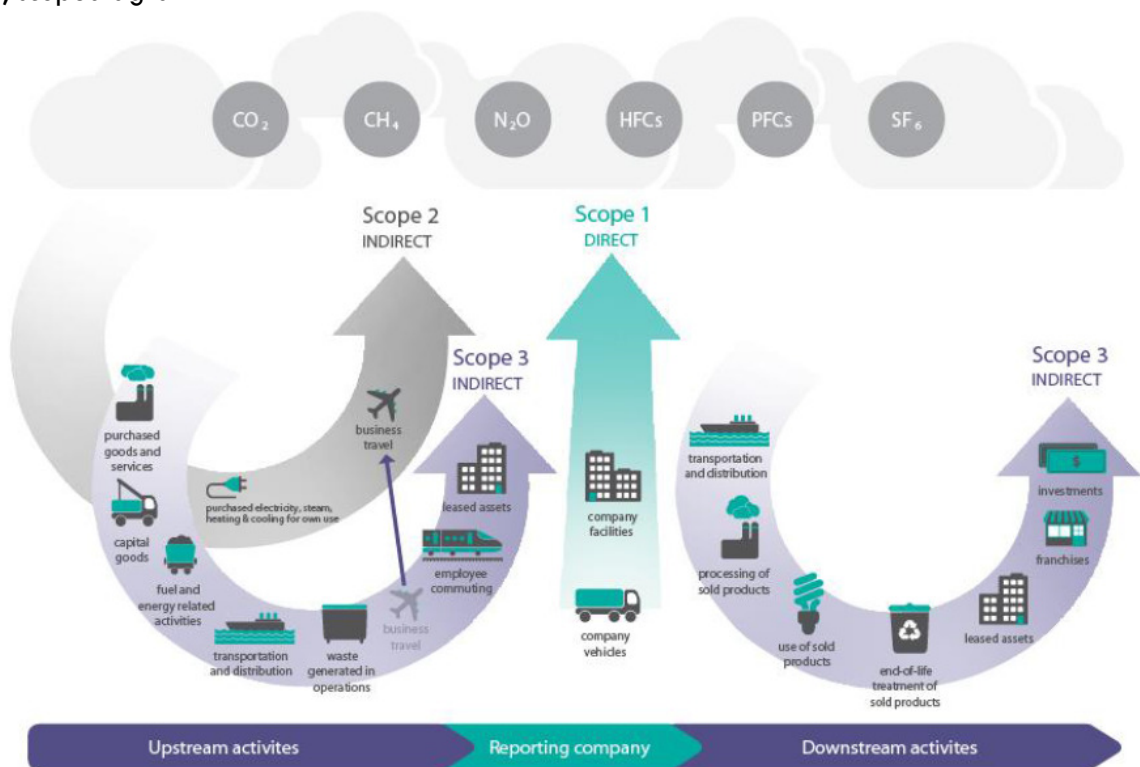 CO₂ CH₄ N₂O HFCs PFCs SF₆
Scope 2
INDIRECT
Scope 1
DIRECT
Scope 3
INDIRECT
Scope 3
INDIRECT
purchased
goods and
services
capital
goods
fuel and
energy related
activities
transportation
and distribution
waste
generated in
operations
business
travel
employee
commuting
leased assets
purchased electricity, steam,
heating & cooling for own use
business
travel
company
facilities
company
vehicles
transportation
and distribution
processing of
sold products
use of sold
products
end-of-life
treatment of
sold products
leased assets
franchises
$
investments
Upstream activites
Reporting company
Downstream activites